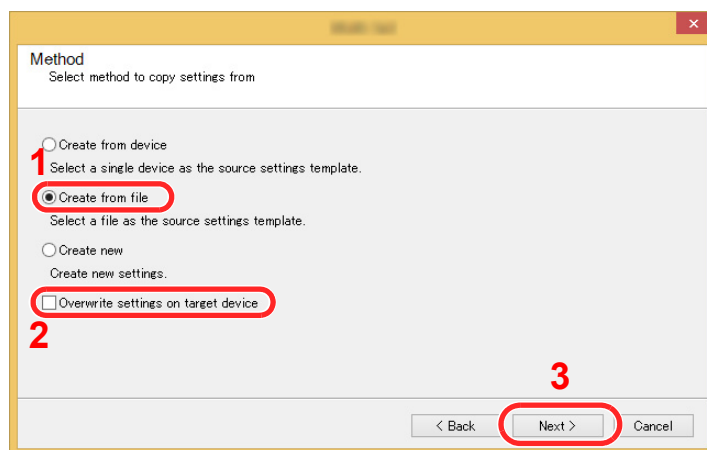 Method
Select method to copy settings from
Create from device
1
Select a single device as the source settings template.
Create from file
Select a file as the source settings template.
Create new
Create new settings.
Overwrite settings on target device
2
3
< Back Next > Cancel